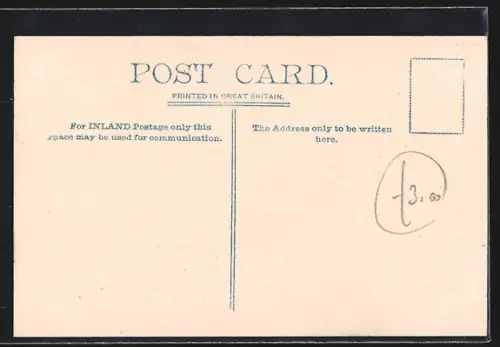 POST CARD.
PRINTED IN GREAT BRITAIN.
For INLAND Postage only this
space may be used for communication.
The Address only to be written
here.
£3.00